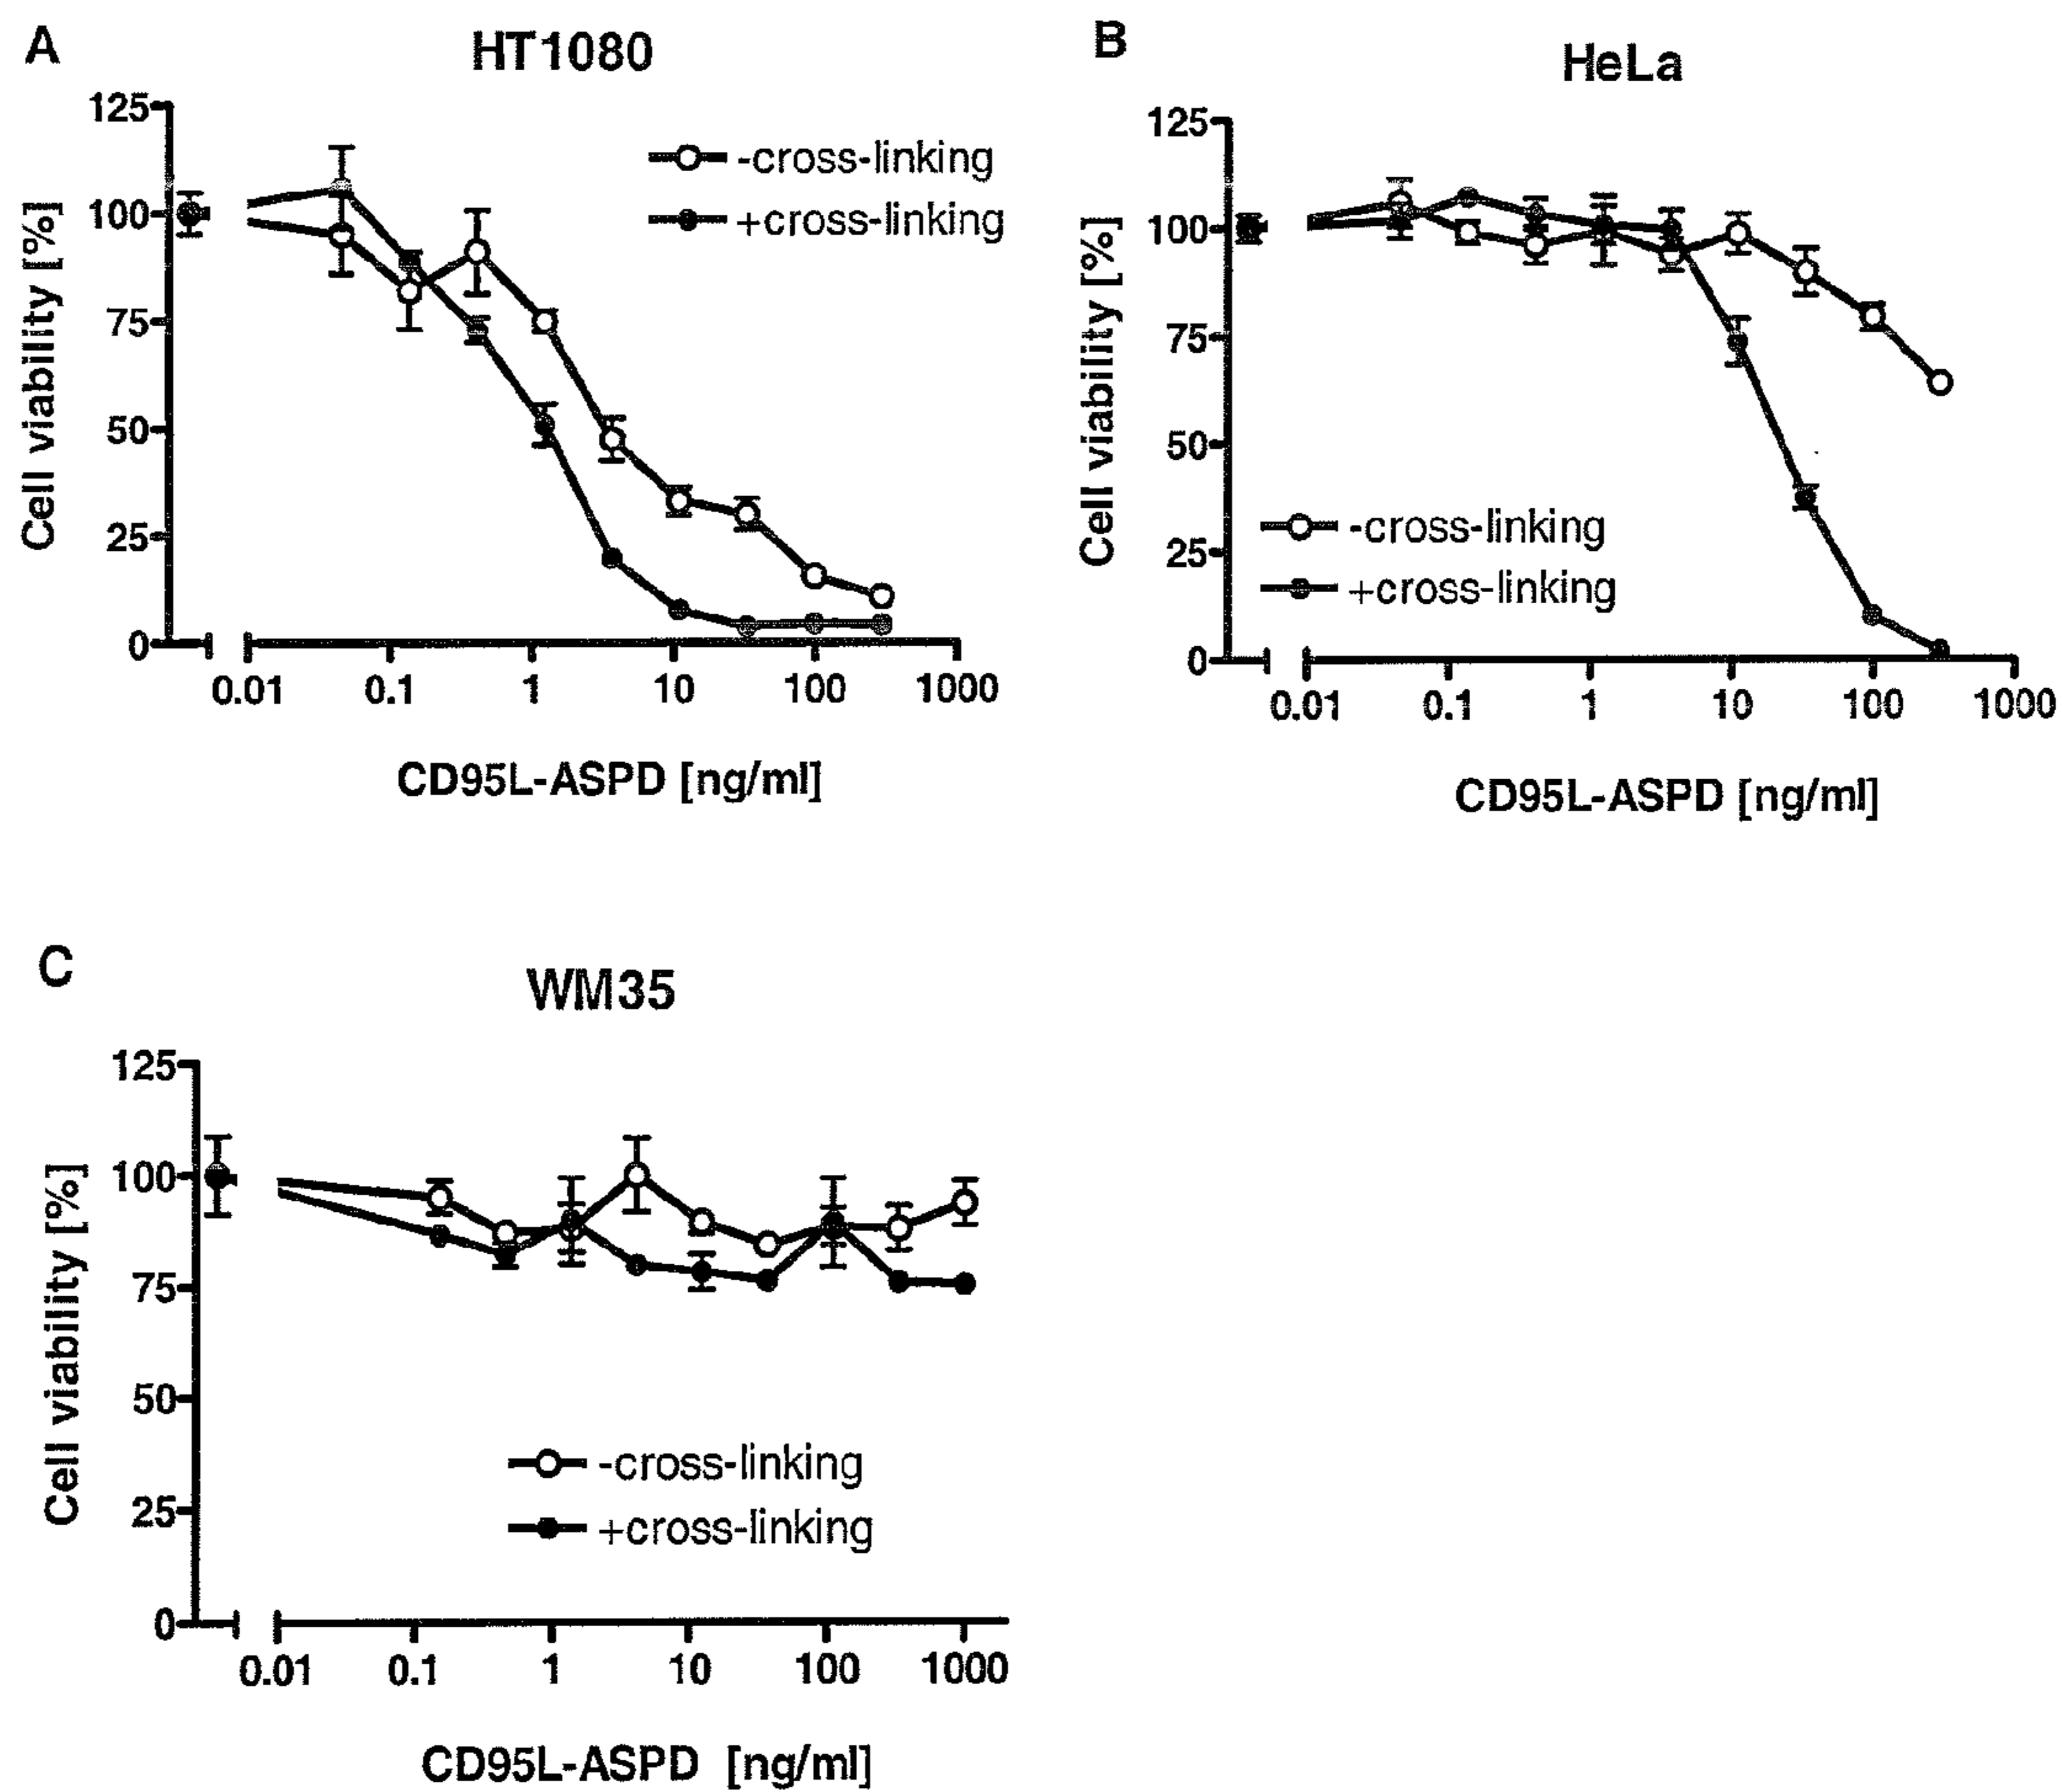 A
HT1080
125
100
75
50
25
0
Cell viability [%]
-cross-linking
+cross-linking
0.01 0.1 1 10 100 1000
CD95L-ASPD [ng/ml]
B
HeLa
125
100
75
50
25
0
Cell viability [%]
-cross-linking
+cross-linking
0.01 0.1 1 10 100 1000
CD95L-ASPD [ng/ml]
C
WM35
125
100
75
50
25
0
Cell viability [%]
-cross-linking
+cross-linking
0.01 0.1 1 10 100 1000
CD95L-ASPD [ng/ml]